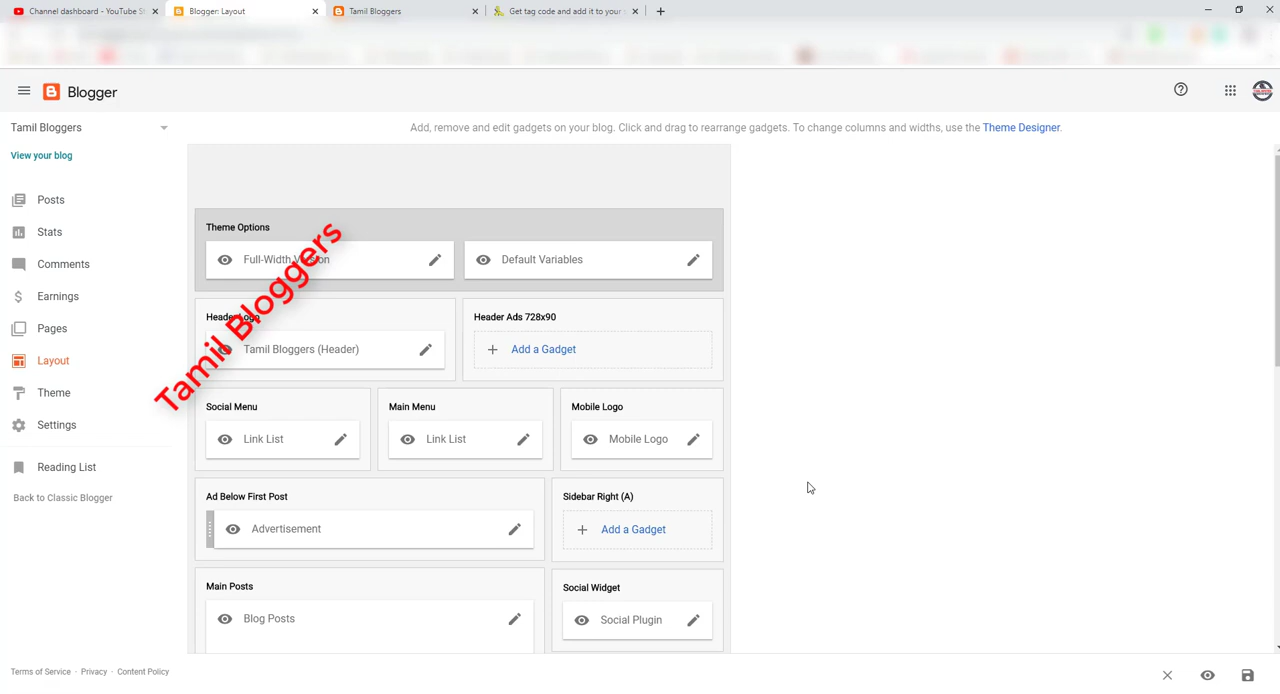 Channel dashboard - YouTube St
Blogger: Layout
Tamil Bloggers
Get tag code and add it to your s
Blogger
Tamil Bloggers
Add, remove and edit gadgets on your blog. Click and drag to rearrange gadgets. To change columns and widths, use the Theme Designer.
View your blog
Posts
Stats
Comments
Earnings
Pages
Layout
Theme
Settings
Reading List
Back to Classic Blogger
Theme Options
Full-Width Version
Default Variables
Header Logo
Tamil Bloggers (Header)
Header Ads 728x90
Add a Gadget
Social Menu
Link List
Main Menu
Link List
Mobile Logo
Mobile Logo
Ad Below First Post
Advertisement
Sidebar Right (A)
Add a Gadget
Main Posts
Blog Posts
Social Widget
Social Plugin
Tamil Bloggers
Terms of Service · Privacy · Content Policy